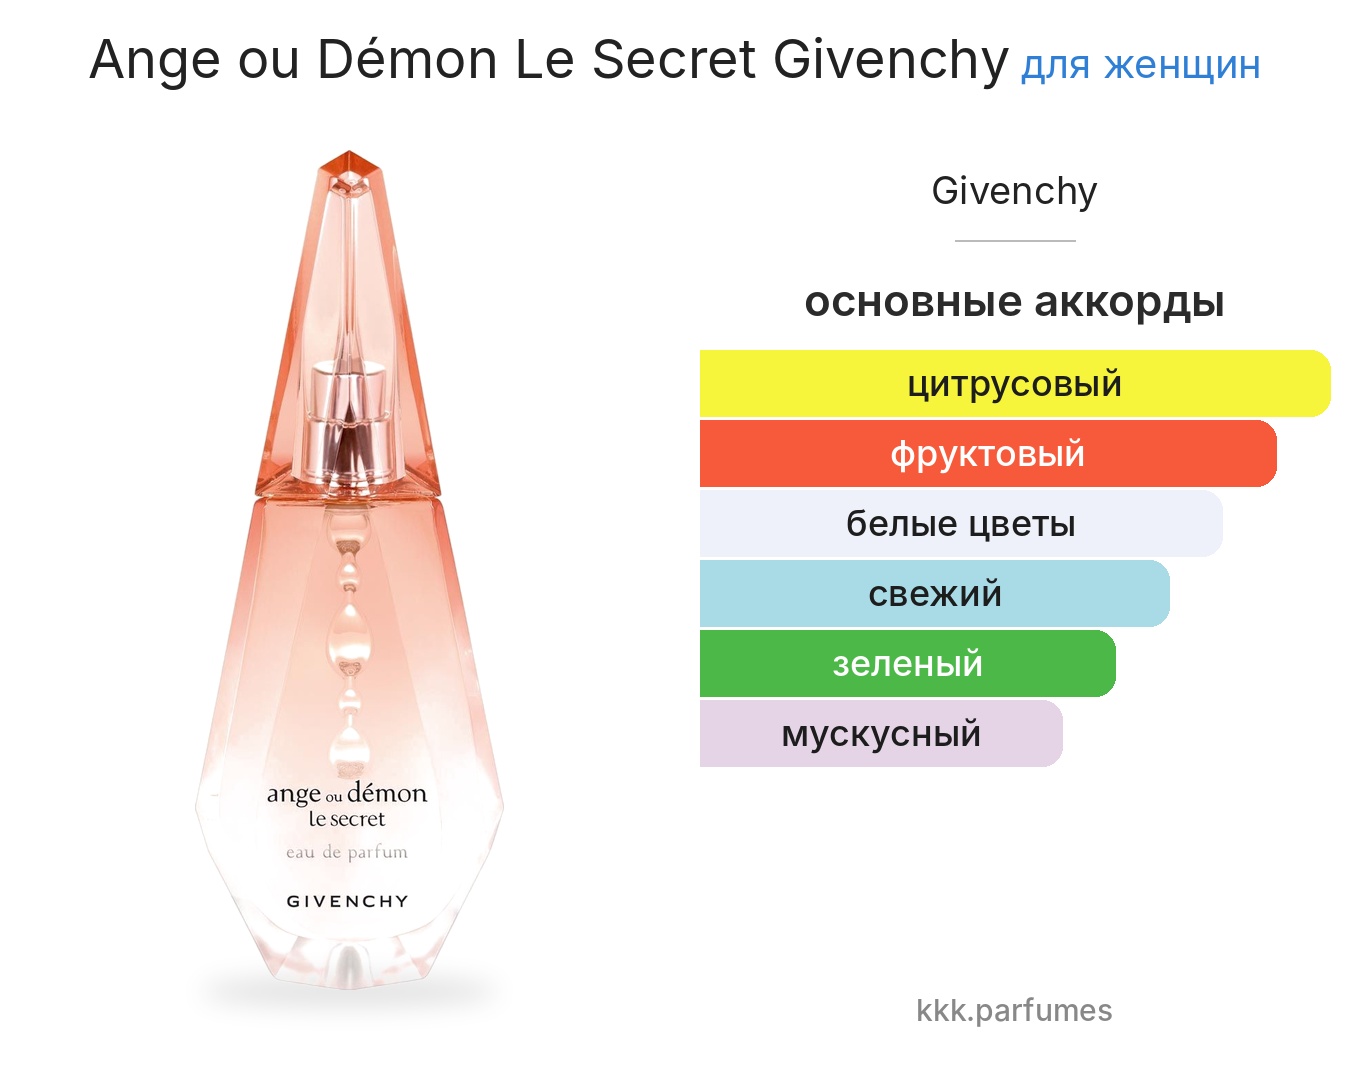 Ange ou Démon Le Secret Givenchy для женщин
Givenchy
основные аккорды
цитрусовый
фруктовый
белые цветы
свежий
зеленый
мускусный
ange ou démon
le secret
eau de parfum
GIVENCHY
kkk.parfumes